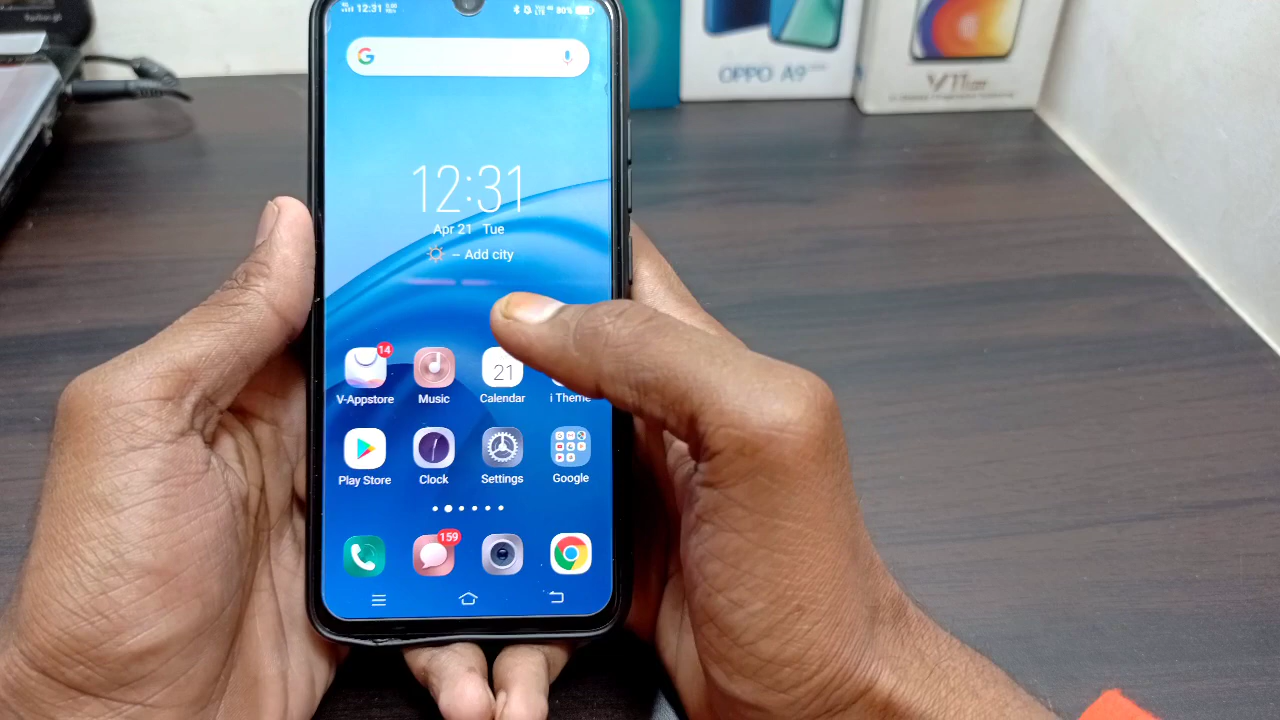 12:31
80%
OPPO A9
V11
12:31
Apr 21 Tue
– Add city
14
21
V-Appstore
Music
Calendar
i Theme
Play Store
Clock
Settings
Google
159